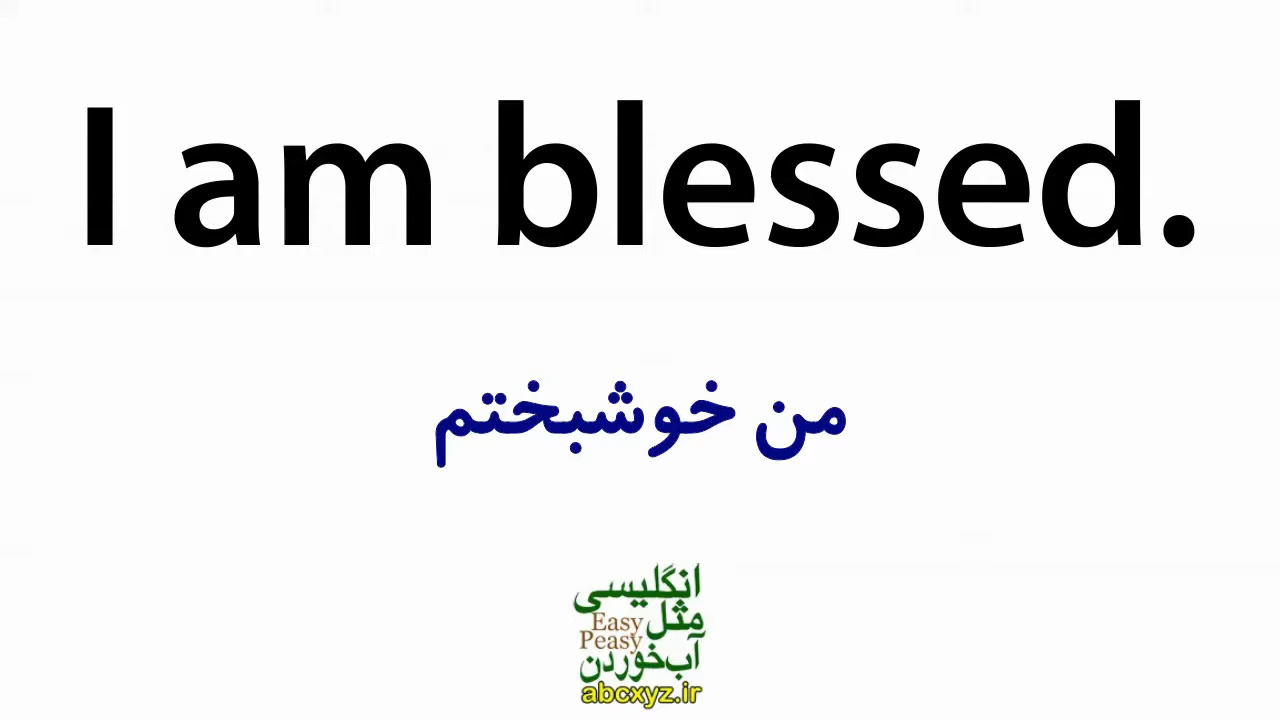 I am blessed.
من خوشبختم
انگلیسی
مثل Easy
Peasy
آب‌خوردن
abcxyz.ir